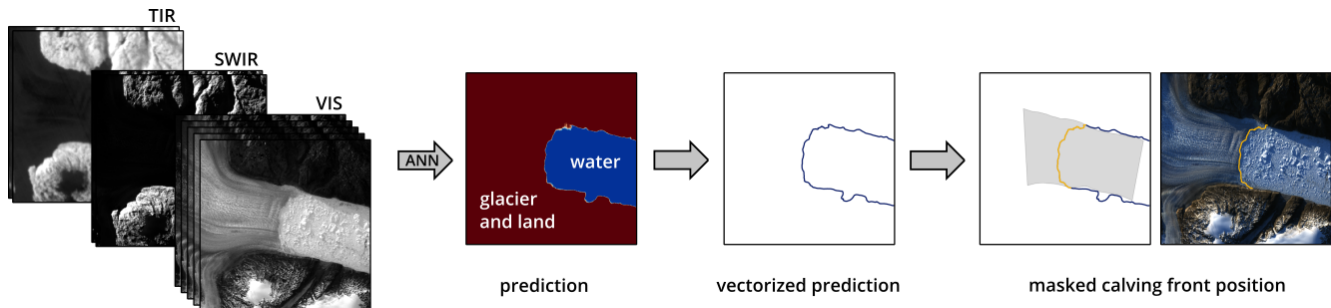 TIR
SWIR
VIS
ANN
water
glacier
and land
prediction
vectorized prediction
masked calving front position